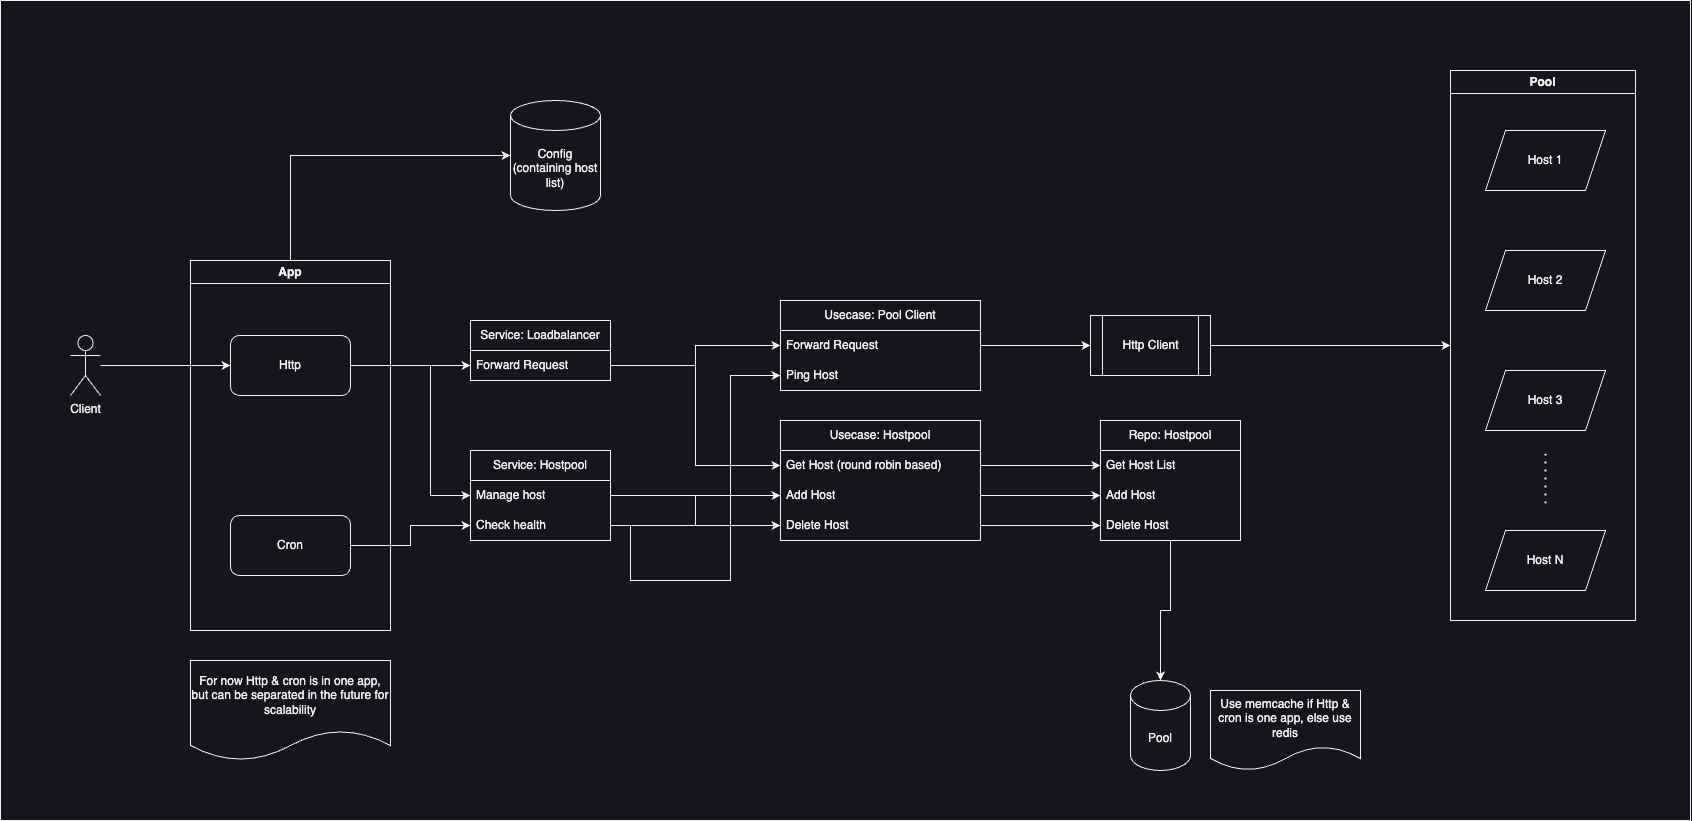 Pool
Host 1
Config
(containing host
list)
Host 2
App
Usecase: Pool Client
Service: Loadbalancer
Forward Request
Http Client
Http
Forward Request
Ping Host
Client
Host 3
Usecase: Hostpool
Repo: Hostpool
Service: Hostpool
Get Host (round robin based)
Get Host List
Manage host
Add Host
Add Host
Check health
Delete Host
Delete Host
Cron
Host N
For now Http & cron is in one app,
but can be separated in the future for
scalability
Use memcache if Http &
cron is one app, else use
redis
Pool